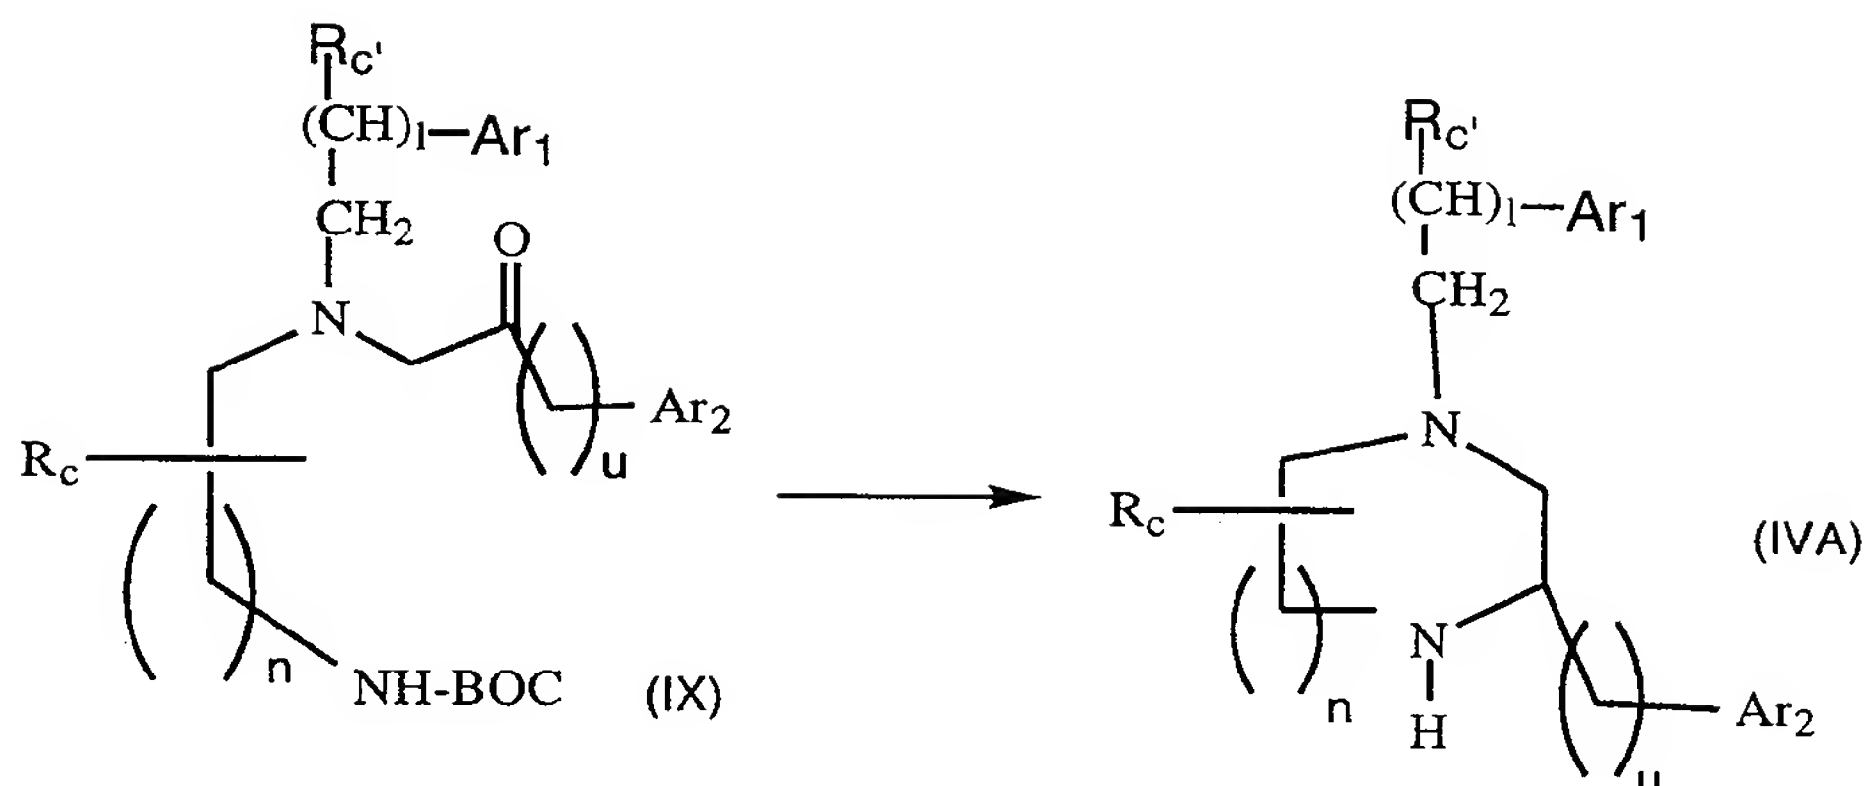 Rc'
(CH)l—Ar1
CH2
O
N
Ar2
u
Rc
n
NH-BOC
(IX)
Rc'
(CH)l—Ar1
CH2
N
Rc
(IVA)
n
N
H
Ar2
u